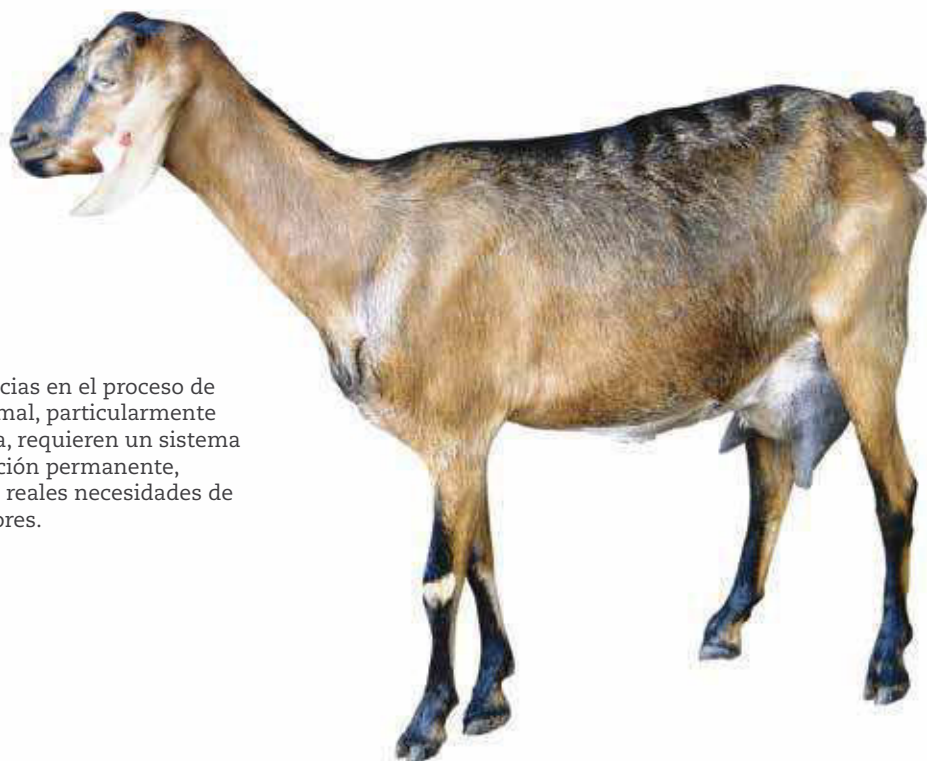 cias en el proceso de
mal, particularmente
a, requieren un sistema
ción permanente,
reales necesidades de
ores.